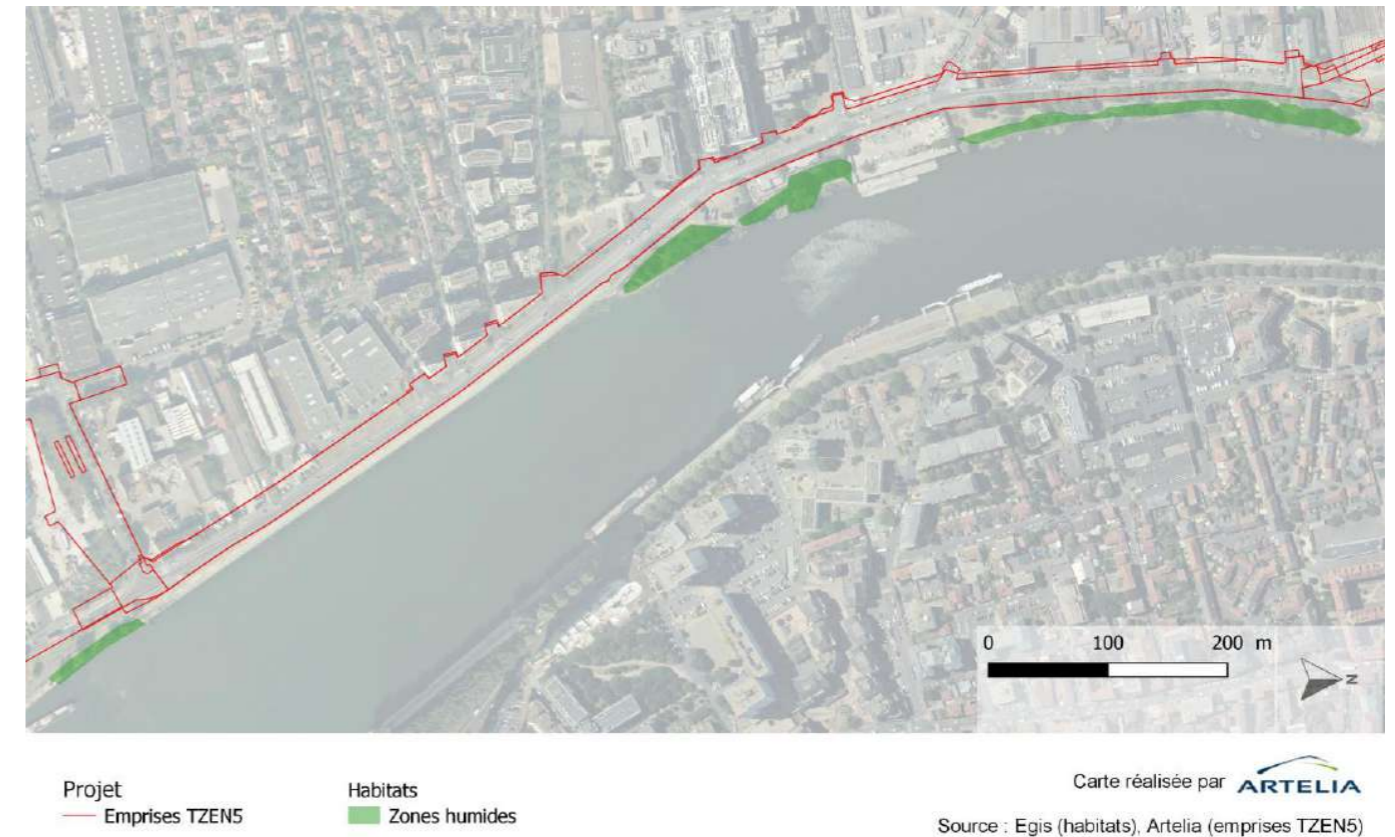 0 100 200 m
N
Projet
Emprises TZEN5
Habitats
Zones humides
Carte réalisée par ARTELIA
Source : Egis (habitats), Artelia (emprises TZEN5)